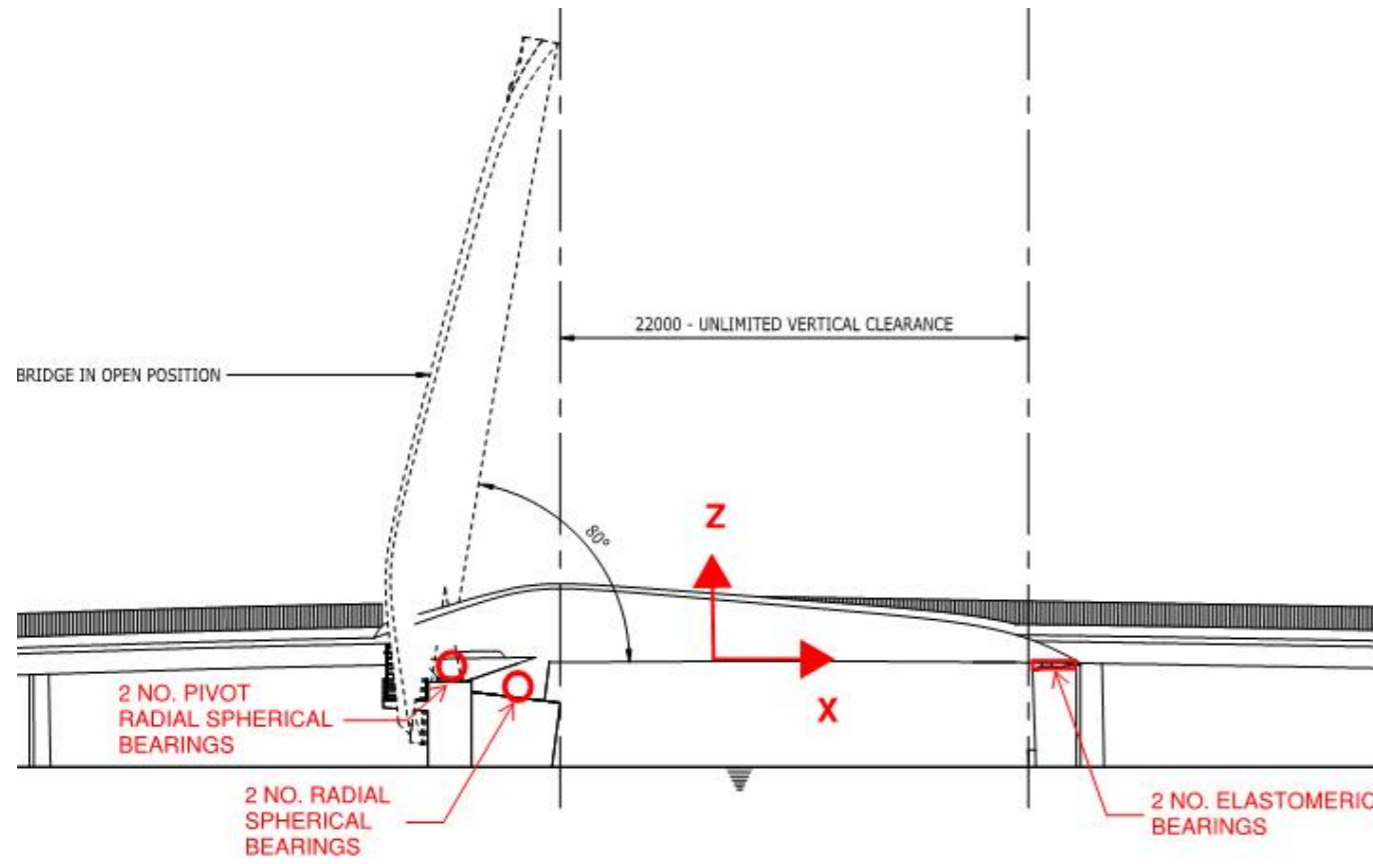 22000 - UNLIMITED VERTICAL CLEARANCE
BRIDGE IN OPEN POSITION
80°
Z
X
2 NO. PIVOT
RADIAL SPHERICAL
BEARINGS
2 NO. RADIAL
SPHERICAL
BEARINGS
2 NO. ELASTOMERIC
BEARINGS